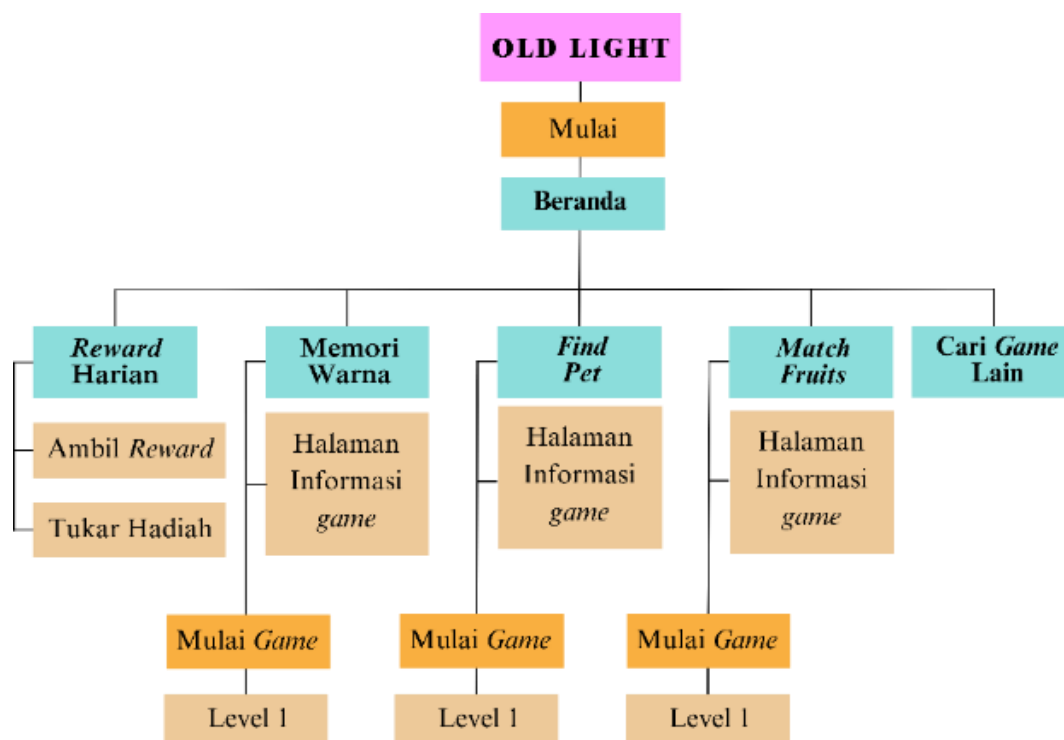 OLD LIGHT
Mulai
Beranda
Reward
Harian
Ambil Reward
Tukar Hadiah
Memori
Warna
Halaman
Informasi
game
Mulai Game
Level 1
Find
Pet
Halaman
Informasi
game
Mulai Game
Level 1
Match
Fruits
Halaman
Informasi
game
Mulai Game
Level 1
Cari Game
Lain